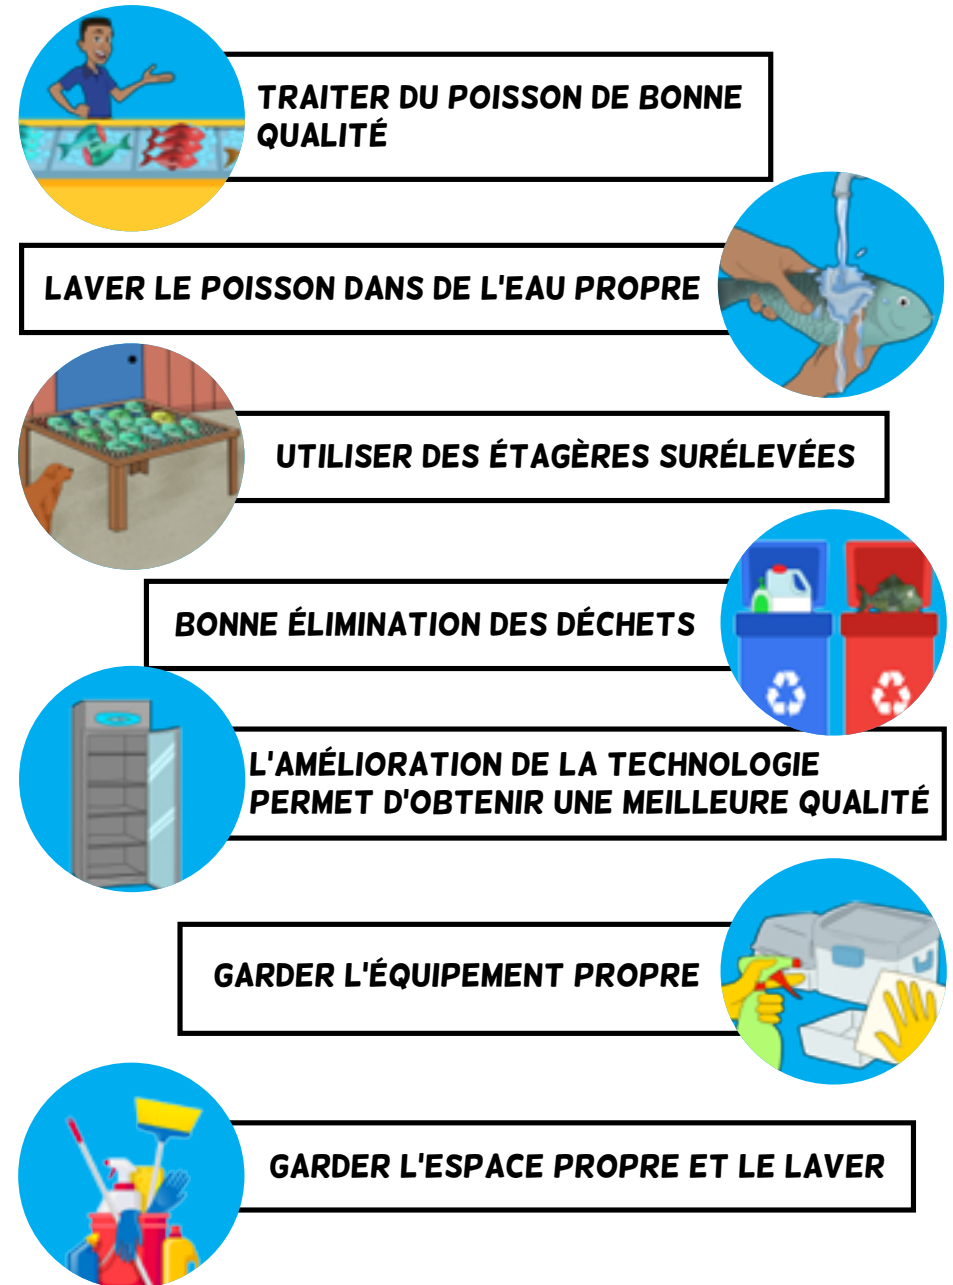 TRAITER DU POISSON DE BONNE
QUALITÉ
LAVER LE POISSON DANS DE L'EAU PROPRE
UTILISER DES ÉTAGÈRES SURÉLEVÉES
BONNE ÉLIMINATION DES DÉCHETS
L'AMÉLIORATION DE LA TECHNOLOGIE
PERMET D'OBTENIR UNE MEILLEURE QUALITÉ
GARDER L'ÉQUIPEMENT PROPRE
GARDER L'ESPACE PROPRE ET LE LAVER